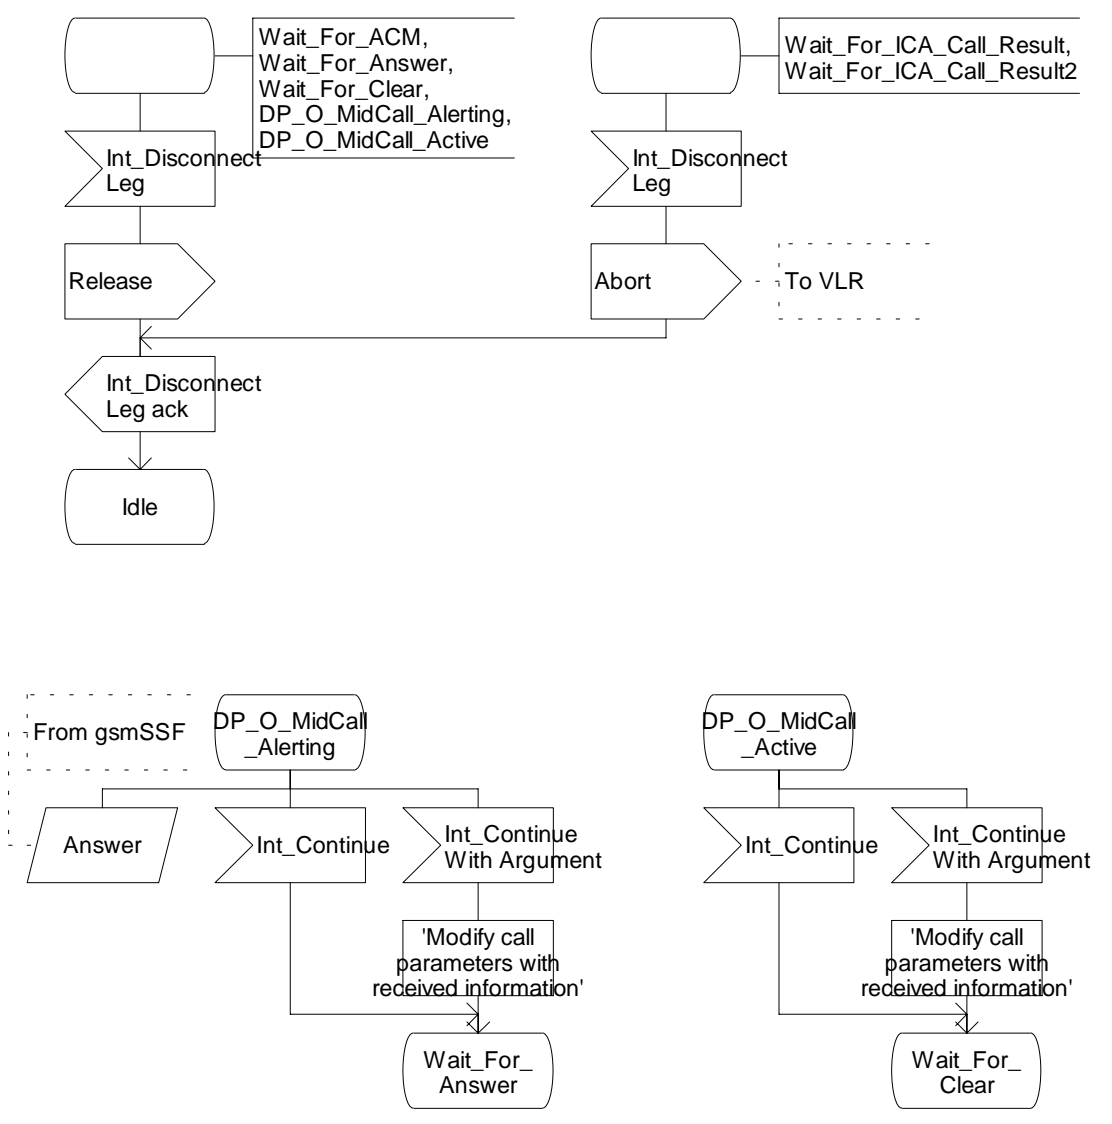 Wait_For_ACM,
Wait_For_Answer,
Wait_For_Clear,
DP_O_MidCall_Alerting,
DP_O_MidCall_Active
Int_Disconnect
Leg
Release
Int_Disconnect
Leg ack
Idle
Wait_For_ICA_Call_Result,
Wait_For_ICA_Call_Result2
Int_Disconnect
Leg
Abort
To VLR
From gsmSSF
DP_O_MidCall
_Alerting
Answer
Int_Continue
Int_Continue
With Argument
'Modify call
parameters with
received information'
Wait_For_
Answer
DP_O_MidCall
_Active
Int_Continue
Int_Continue
With Argument
'Modify call
parameters with
received information'
Wait_For_
Clear